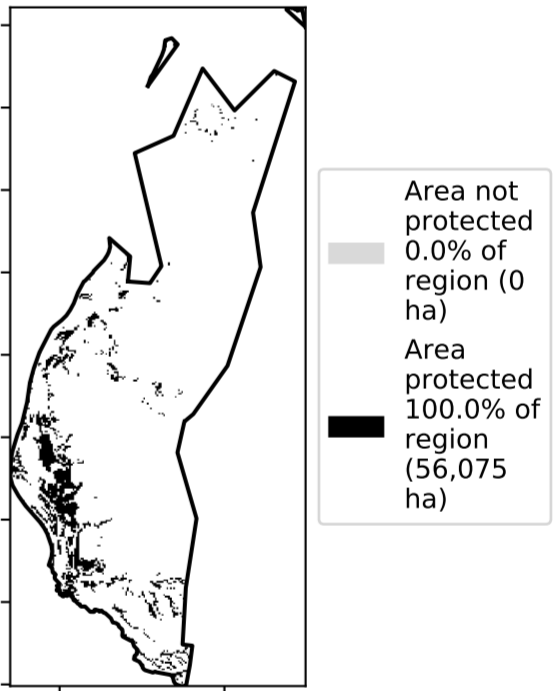 Area not
protected
0.0% of
region (0
ha)
Area
protected
100.0% of
region
(56,075
ha)